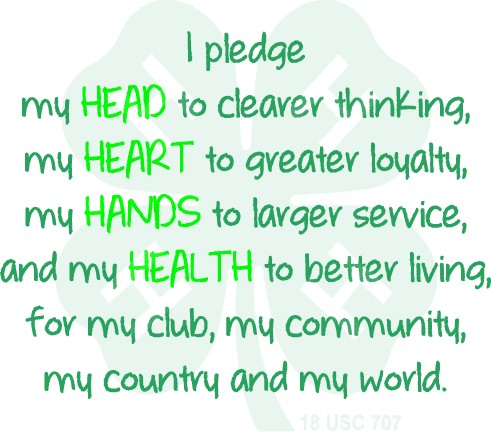 I pledge
my HEAD to clearer thinking,
my HEART to greater loyalty,
my HANDS to larger service,
and my HEALTH to better living,
for my club, my community,
my country and my world.
18 USC 707